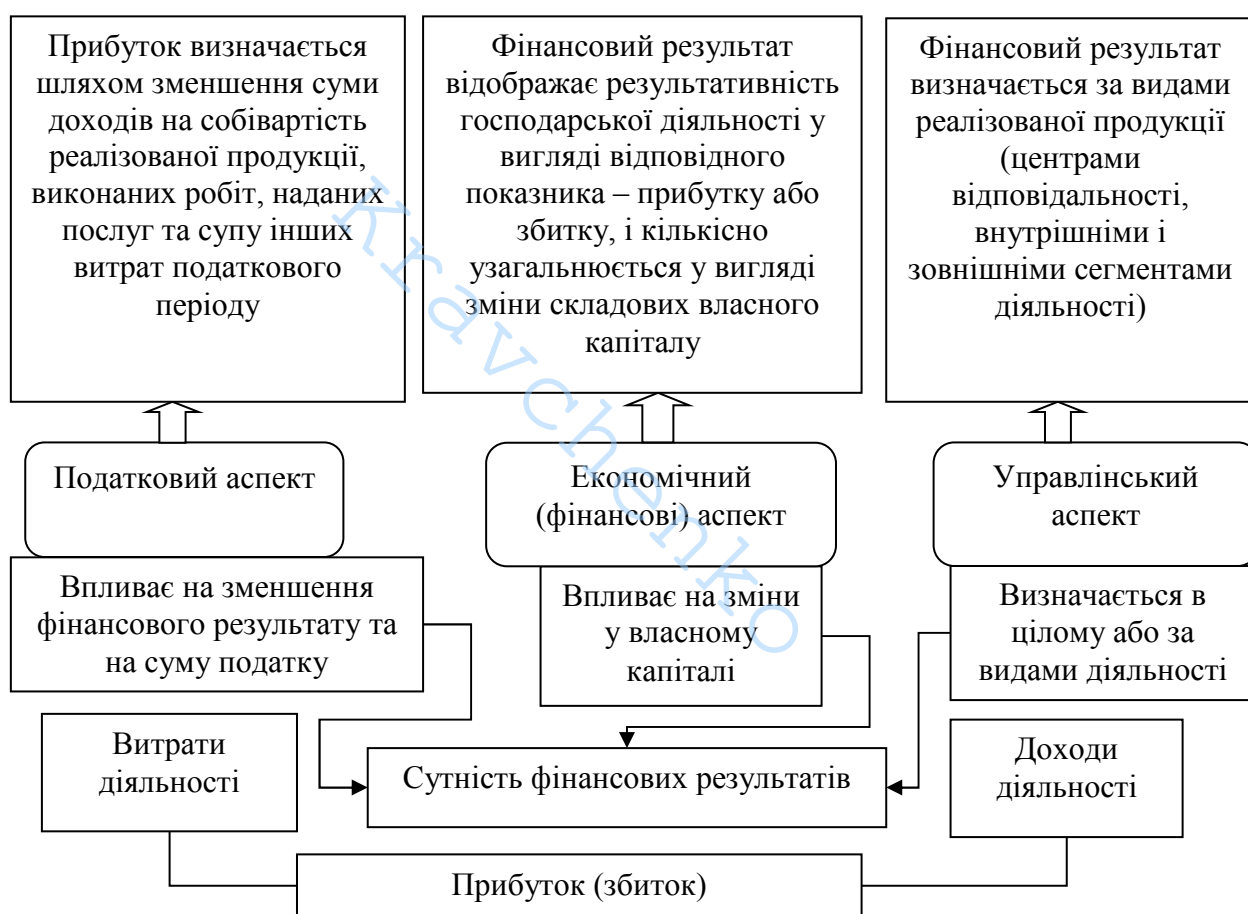 Прибуток визначається
шляхом зменшення суми
доходів на собівартість
реалізованої продукції,
виконаних робіт, наданих
послуг та супу інших
витрат податкового
періоду
Фінансовий результат
відображає результативність
господарської діяльності у
вигляді відповідного
показника – прибутку або
збитку, і кількісно
узагальнюється у вигляді
зміни складових власного
капіталу
Фінансовий результат
визначається за видами
реалізованої продукції
(центрами
відповідальності,
внутрішніми і
зовнішніми сегментами
діяльності)
Податковий аспект
Економічний
(фінансові) аспект
Управлінський
аспект
Впливає на зменшення
фінансового результату та
на суму податку
Впливає на зміни
у власному
капіталі
Визначається в
цілому або за
видами діяльності
Витрати
діяльності
Сутність фінансових результатів
Доходи
діяльності
Прибуток (збиток)
Kravchenko